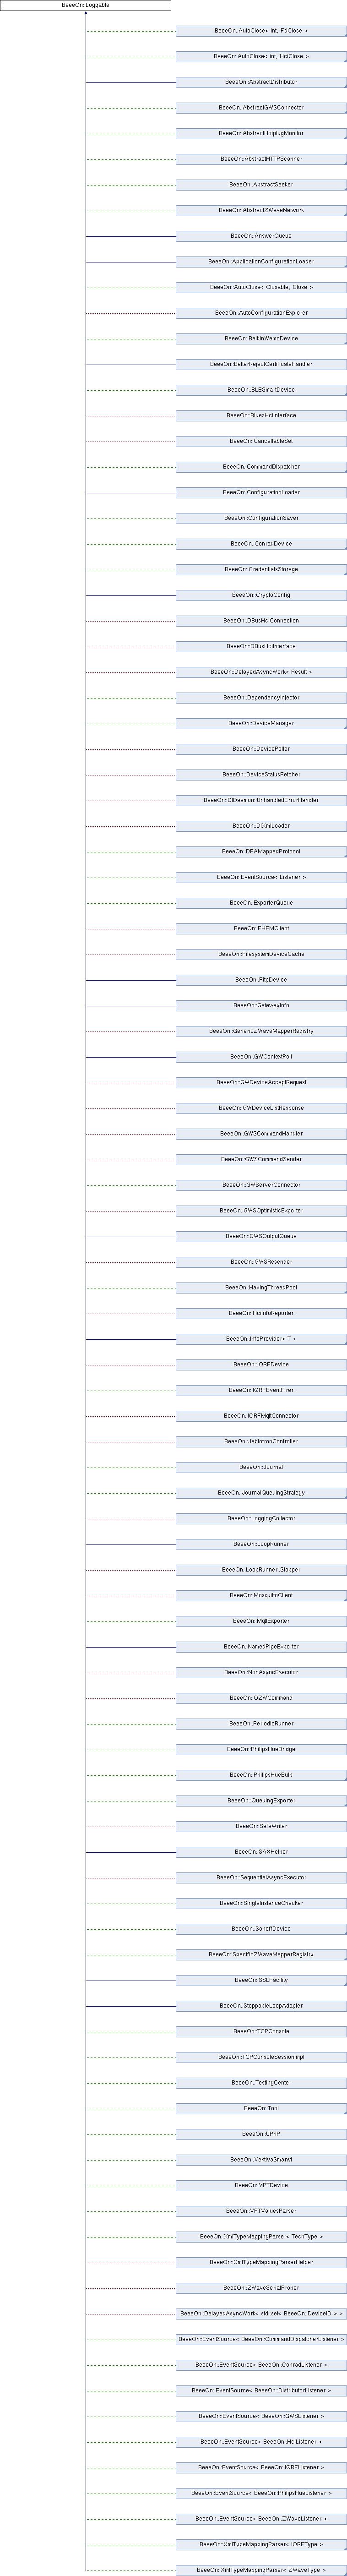 BeeeOn::Loggable
BeeeOn::AutoClose< int, FdClose >
BeeeOn::AutoClose< int, HciClose >
BeeeOn::AbstractDistributor
BeeeOn::AbstractGWSConnector
BeeeOn::AbstractHotplugMonitor
BeeeOn::AbstractHTTPScanner
BeeeOn::AbstractSeeker
BeeeOn::AbstractZWaveNetwork
BeeeOn::AnswerQueue
BeeeOn::ApplicationConfigurationLoader
BeeeOn::AutoClose< Closable, Close >
BeeeOn::AutoConfigurationExplorer
BeeeOn::BelkinWemoDevice
BeeeOn::BetterRejectCertificateHandler
BeeeOn::BLESmartDevice
BeeeOn::BluezHciInterface
BeeeOn::CancellableSet
BeeeOn::CommandDispatcher
BeeeOn::ConfigurationLoader
BeeeOn::ConfigurationSaver
BeeeOn::ConradDevice
BeeeOn::CredentialsStorage
BeeeOn::CryptoConfig
BeeeOn::DBusHciConnection
BeeeOn::DBusHciInterface
BeeeOn::DelayedAsyncWork< Result >
BeeeOn::DependencyInjector
BeeeOn::DeviceManager
BeeeOn::DevicePoller
BeeeOn::DeviceStatusFetcher
BeeeOn::DIDaemon::UnhandledErrorHandler
BeeeOn::DIXmlLoader
BeeeOn::DPAMappedProtocol
BeeeOn::EventSource< Listener >
BeeeOn::ExporterQueue
BeeeOn::FHEMClient
BeeeOn::FilesystemDeviceCache
BeeeOn::FitpDevice
BeeeOn::GatewayInfo
BeeeOn::GenericZWaveMapperRegistry
BeeeOn::GWContextPoll
BeeeOn::GWDeviceAcceptRequest
BeeeOn::GWDeviceListResponse
BeeeOn::GWSCommandHandler
BeeeOn::GWSCommandSender
BeeeOn::GWServerConnector
BeeeOn::GWSOptimisticExporter
BeeeOn::GWSOutputQueue
BeeeOn::GWSResender
BeeeOn::HavingThreadPool
BeeeOn::HciInfoReporter
BeeeOn::InfoProvider< T >
BeeeOn::IQRFDevice
BeeeOn::IQRFEventFirer
BeeeOn::IQRFMqttConnector
BeeeOn::JablotronController
BeeeOn::Journal
BeeeOn::JournalQueuingStrategy
BeeeOn::LoggingCollector
BeeeOn::LoopRunner
BeeeOn::LoopRunner::Stopper
BeeeOn::MosquittoClient
BeeeOn::MqttExporter
BeeeOn::NamedPipeExporter
BeeeOn::NonAsyncExecutor
BeeeOn::OZWCommand
BeeeOn::PeriodicRunner
BeeeOn::PhilipsHueBridge
BeeeOn::PhilipsHueBulb
BeeeOn::QueuingExporter
BeeeOn::SafeWriter
BeeeOn::SAXHelper
BeeeOn::SequentialAsyncExecutor
BeeeOn::SingleInstanceChecker
BeeeOn::SonoffDevice
BeeeOn::SpecificZWaveMapperRegistry
BeeeOn::SSLFacility
BeeeOn::StoppableLoopAdapter
BeeeOn::TCPConsole
BeeeOn::TCPConsoleSessionImpl
BeeeOn::TestingCenter
BeeeOn::Tool
BeeeOn::UPnP
BeeeOn::VektivaSmarwi
BeeeOn::VPTDevice
BeeeOn::VPTValuesParser
BeeeOn::XmlTypeMappingParser< TechType >
BeeeOn::XmlTypeMappingParserHelper
BeeeOn::ZWaveSerialProber
BeeeOn::DelayedAsyncWork< std::set< BeeeOn::DeviceID > >
BeeeOn::EventSource< BeeeOn::CommandDispatcherListener >
BeeeOn::EventSource< BeeeOn::ConradListener >
BeeeOn::EventSource< BeeeOn::DistributorListener >
BeeeOn::EventSource< BeeeOn::GWSListener >
BeeeOn::EventSource< BeeeOn::HciListener >
BeeeOn::EventSource< BeeeOn::IQRFListener >
BeeeOn::EventSource< BeeeOn::PhilipsHueListener >
BeeeOn::EventSource< BeeeOn::ZWaveListener >
BeeeOn::XmlTypeMappingParser< IQRFType >
BeeeOn::XmlTypeMappingParser< ZWaveType >